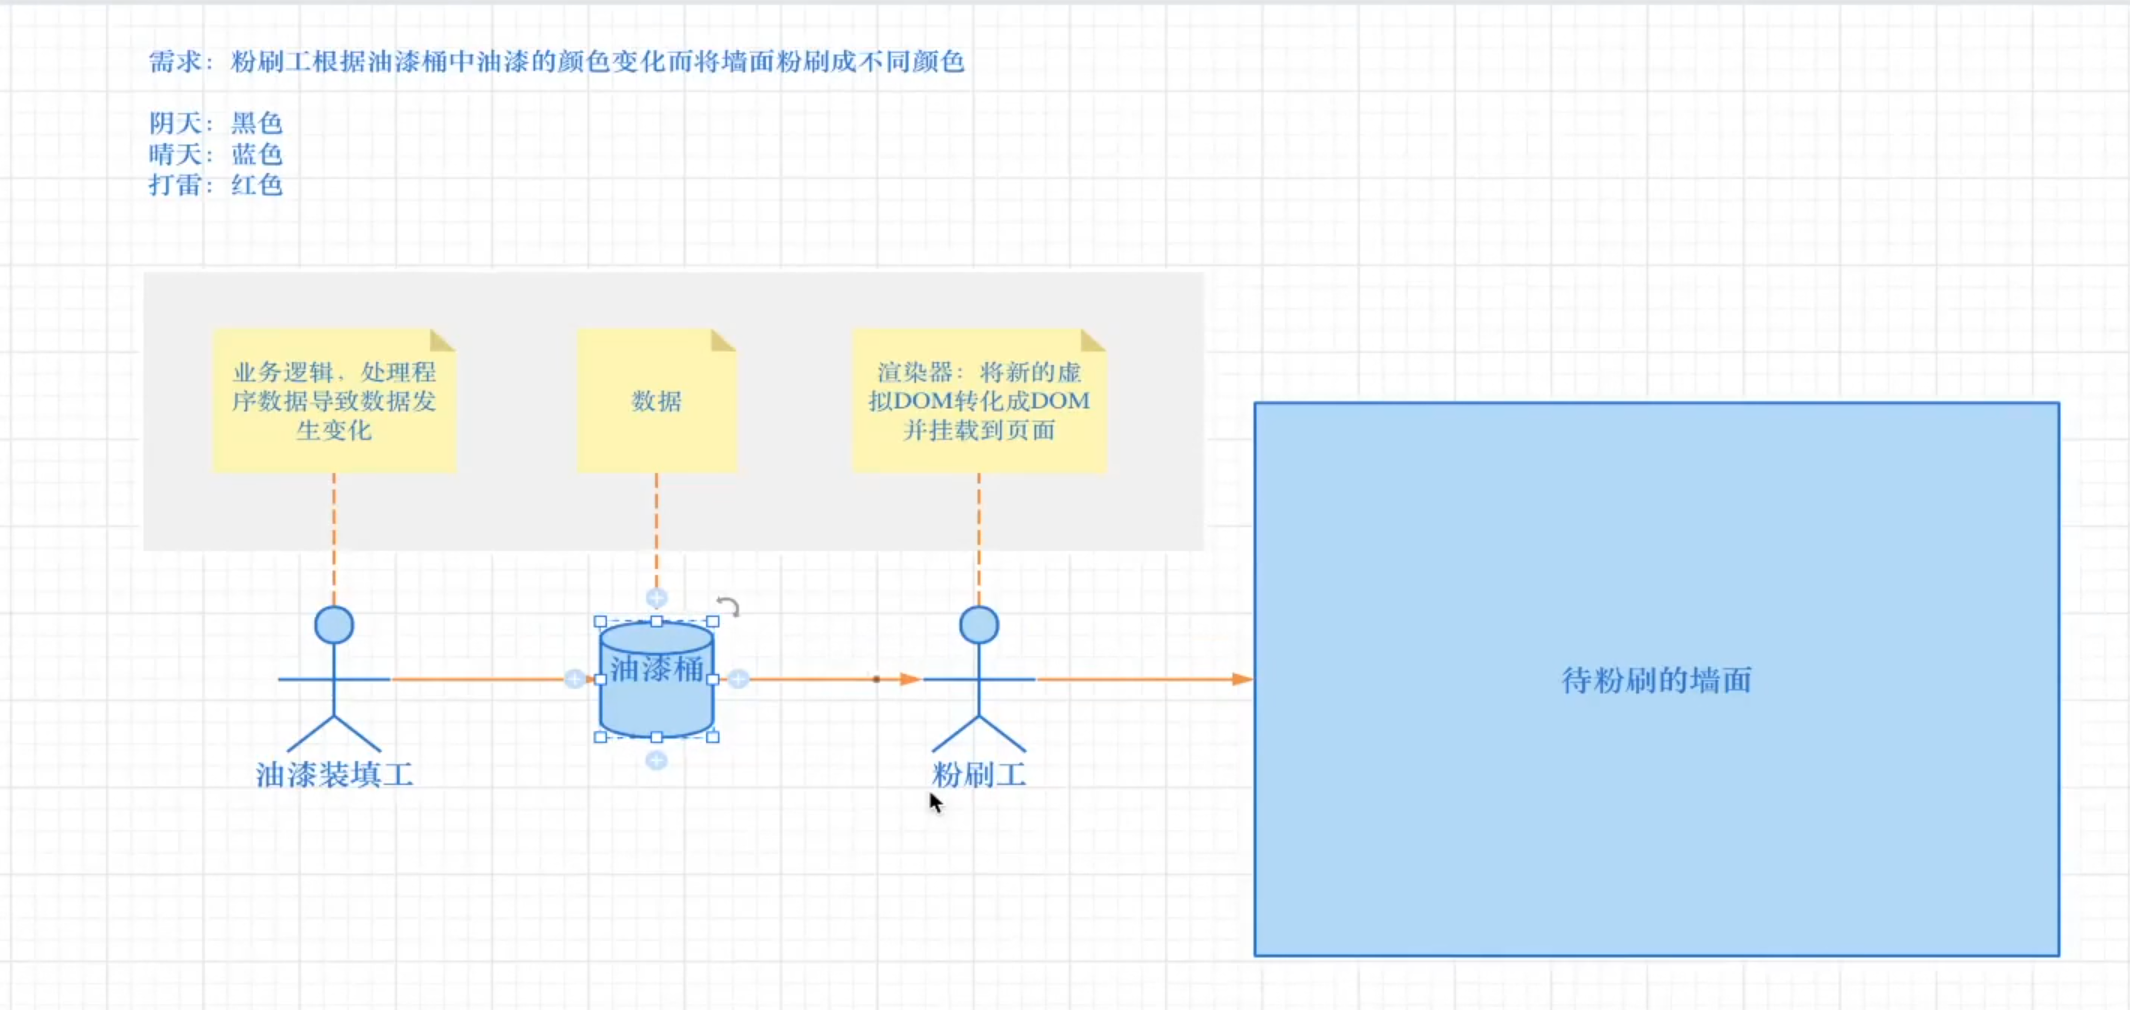 需求：粉刷工根据油漆桶中油漆的颜色变化而将墙面粉刷成不同颜色
阴天：黑色
晴天：蓝色
打雷：红色
业务逻辑，处理程
序数据导致数据发
生变化
数据
渲染器：将新的虚
拟DOM转化成DOM
并挂载到页面
油漆桶
待粉刷的墙面
油漆装填工
粉刷工